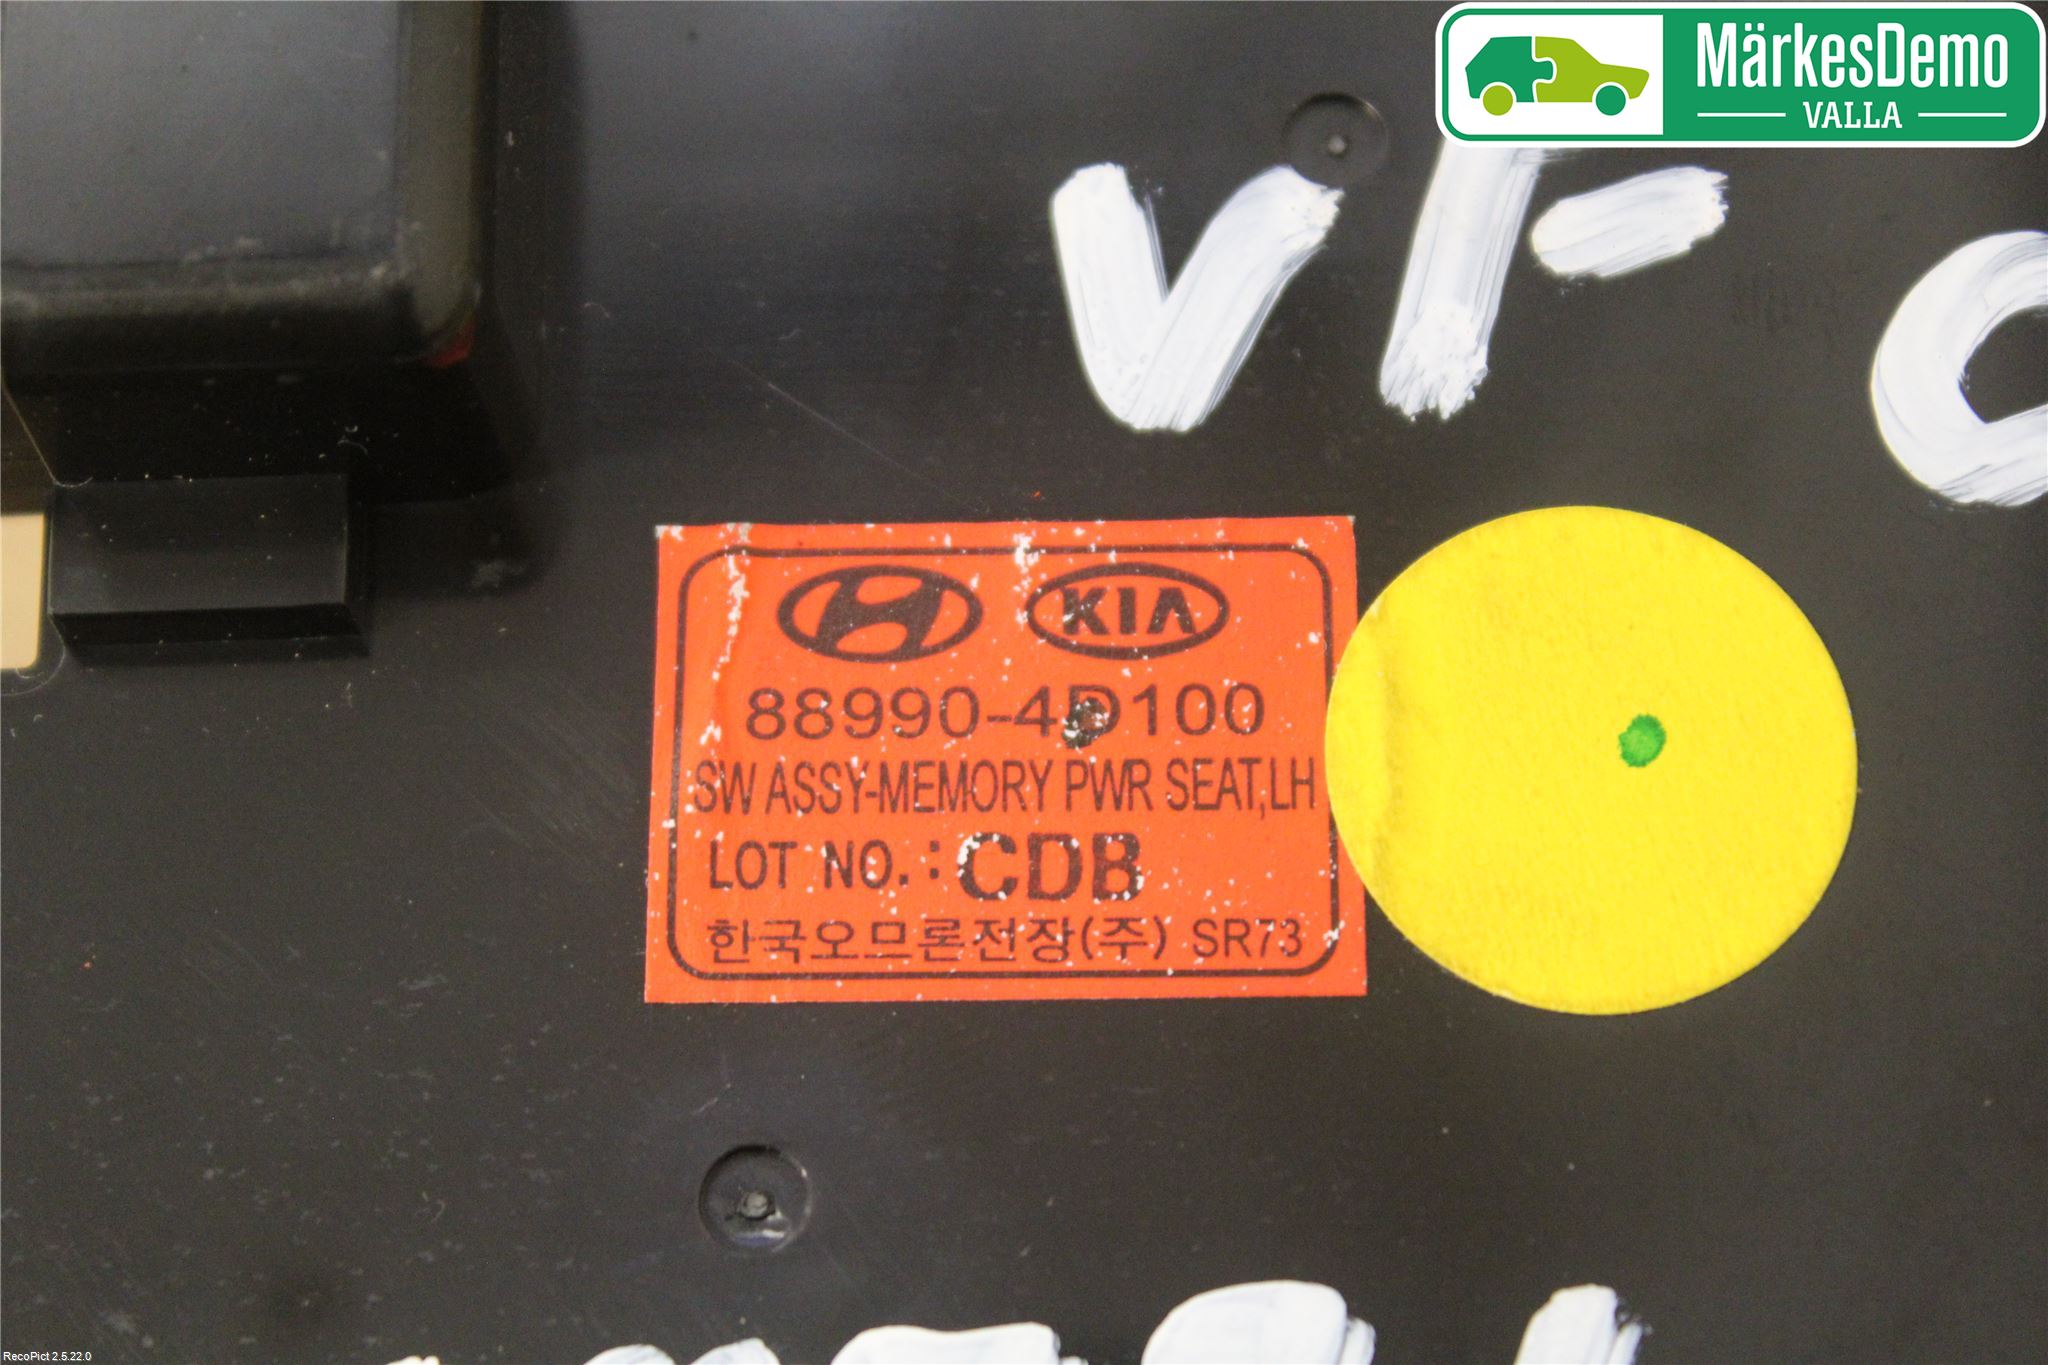 MärkesDemo
VALLA
VF-
KIA
88990-4D100
SW ASSY-MEMORY PWR SEAT,LH
LOT NO.: CDB
한국오므론전장(주) SR73
RecoPict 2.5.22.0